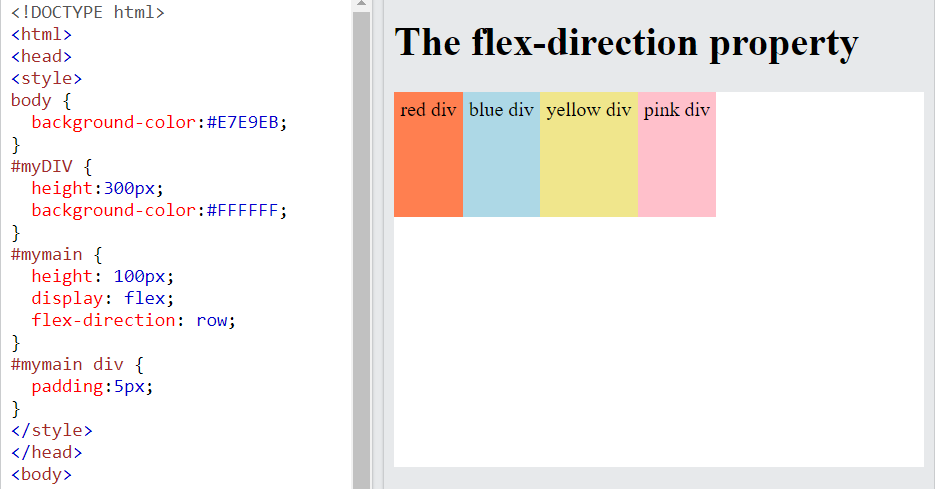 <!DOCTYPE html>
<html>
<head>
<style>
body {
  background-color:#E7E9EB;
}
#myDIV {
  height:300px;
  background-color:#FFFFFF;
}
#mymain {
  height: 100px;
  display: flex;
  flex-direction: row;
}
#mymain div {
  padding:5px;
}
</style>
</head>
<body>
The flex-direction property
red div
blue div
yellow div
pink div